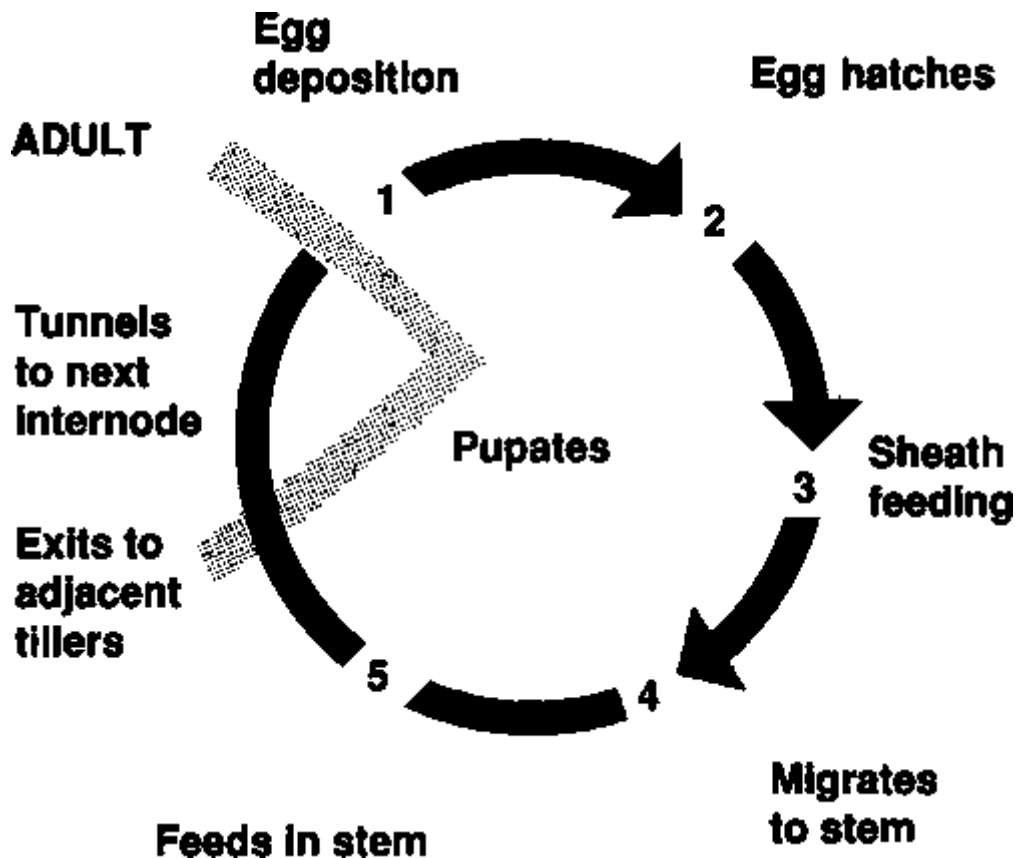 Egg
deposition
Egg hatches
ADULT
1
2
Tunnels
to next
internode
Pupates
Sheath
feeding
3
Exits to
adjacent
tillers
5
4
Migrates
to stem
Feeds in stem